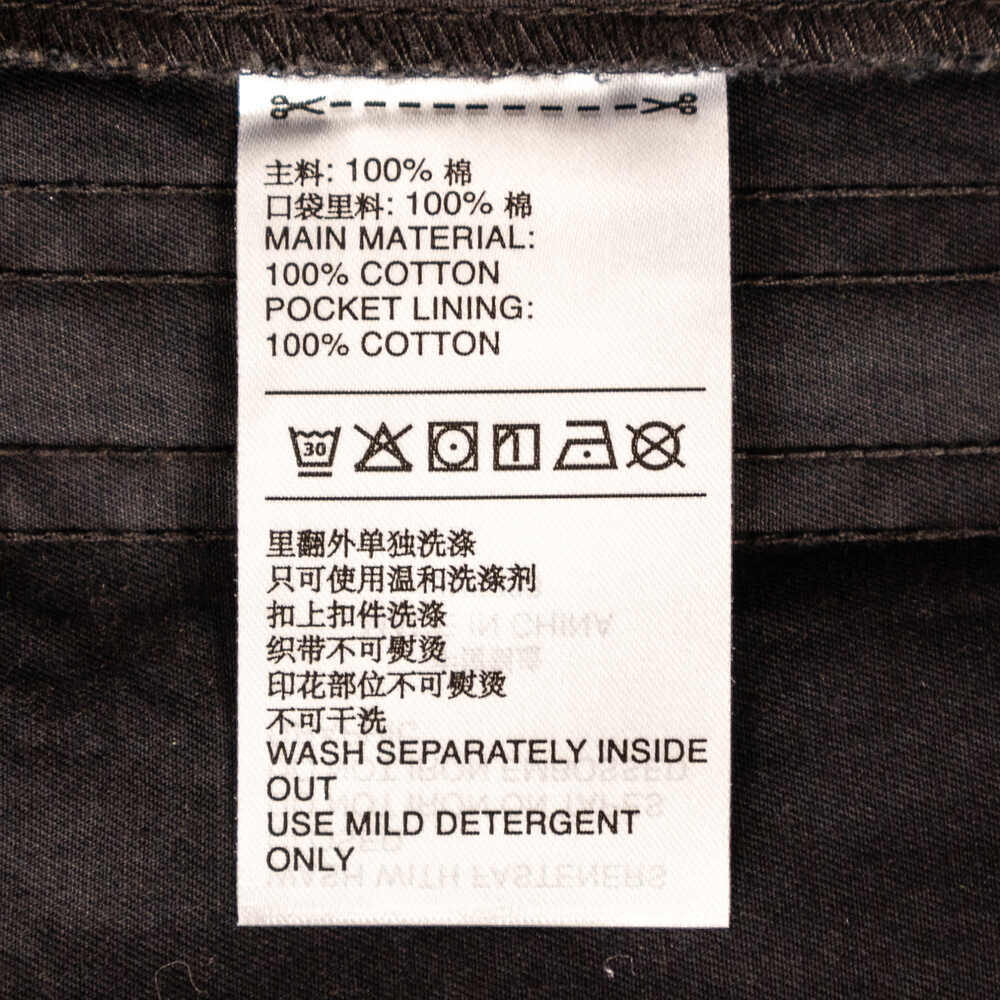 主料: 100% 棉
口袋里料: 100% 棉
MAIN MATERIAL:
100% COTTON
POCKET LINING:
100% COTTON
30
里翻外单独洗涤
只可使用温和洗涤剂
扣上扣件洗涤
织带不可熨烫
印花部位不可熨烫
不可干洗
WASH SEPARATELY INSIDE
OUT
USE MILD DETERGENT
ONLY